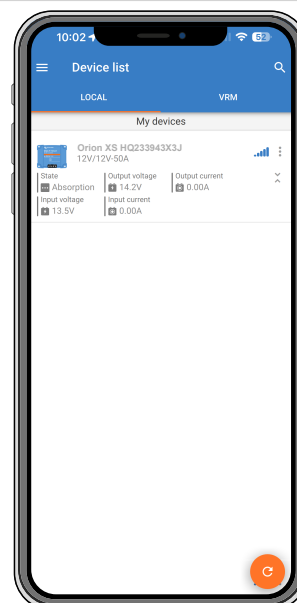 10:02
62
Device list
LOCAL VRM
My devices
Orion XS HQ233943X3J
12V/12V-50A
State Output voltage Output current
Absorption 14.2V 0.00A
Input voltage Input current
13.5V 0.00A